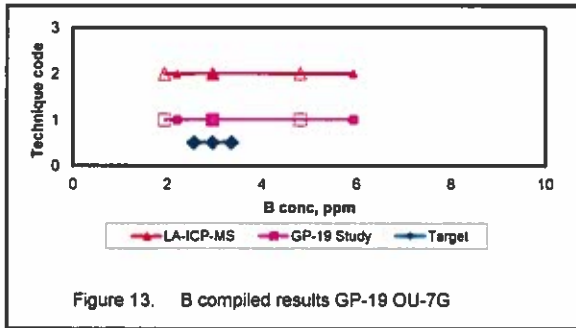 3
2
1
0
Technique code
0 2 4 6 8 10
B conc, ppm
LA-ICP-MS GP-19 Study Target
Figure 13. B compiled results GP-19 OU-7G